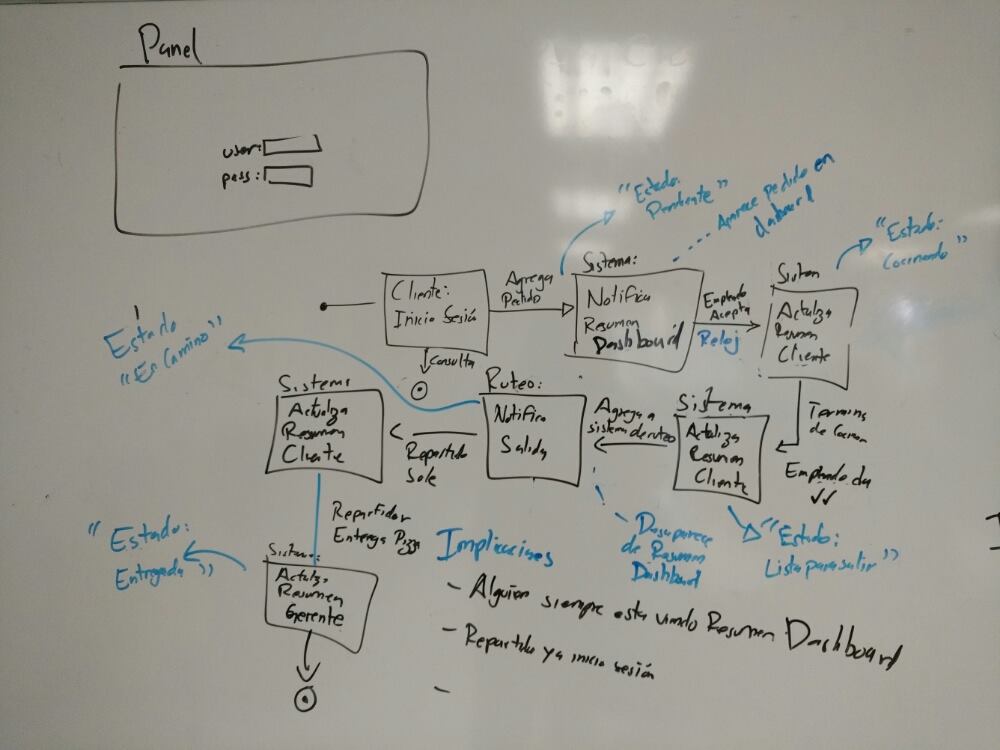 Panel
user:
pass:
"Estado:
Pendiente"
Aparece pedido en
dasboard
"Estado:
Cocinando"
Cliente:
Inicio Sesión
Agrega
Pedido
Sistema:
Notifica
Resumen
Dashboard
Empleado
Acepta
Reloj
Sistem
Actualiza
Resumen
Cliente
Consulta
Estado
"En Camino"
Sistema:
Actualiza
Resumen
Cliente
Repartidor
Sale
Ruteo:
Notifica
Salida
Agrega a
sistema de ruteo
Sistema
Actualiza
Resumen
Cliente
Termina
de Cocinar
Empleado da
✓✓
"Estado:
Entregada"
Repartidor
Entrega Pizza
Sistema:
Actualiza
Resumen
Gerente
Desaparece
de Resumen
Dashboard
"Estado:
Lista para salir"
Implicaciones
- Alguien siempre esta viendo Resumen Dashboard
- Repartidor ya inicio sesión
-